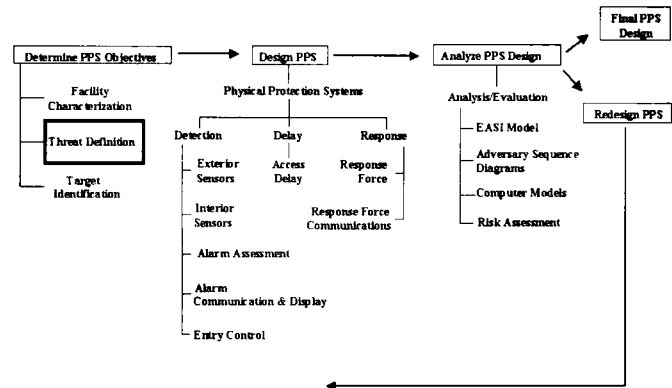 Final PPS
Design
Determine PPS Objectives
Design PPS
Analyze PPS Design
Facility
Characterization
Threat Definition
Target
Identification
Physical Protection Systems
Detection
Delay
Response
Exterior
Sensors
Access
Delay
Response
Force
Interior
Sensors
Response Force
Communications
Alarm Assessment
Alarm
Communication & Display
Entry Control
Analysis/Evaluation
EASI Model
Adversary Sequence
Diagrams
Computer Models
Risk Assessment
Redesign PPS